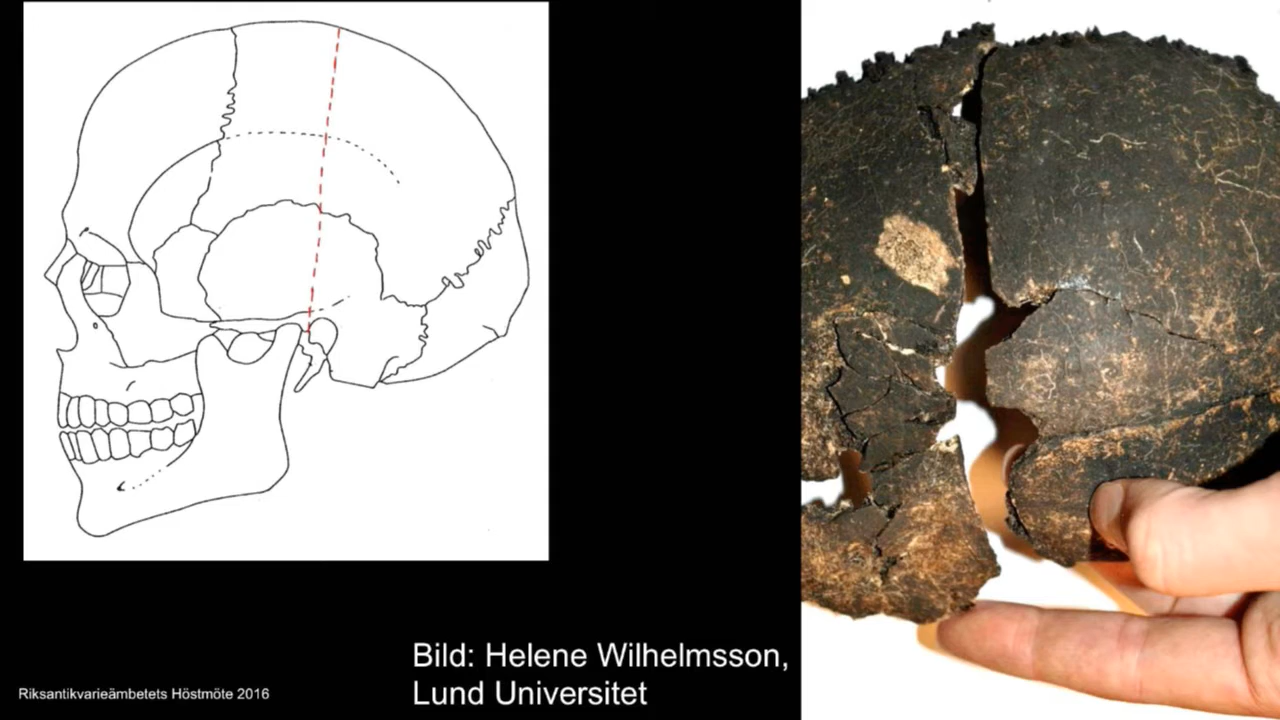 Bild: Helene Wilhelmsson,
Lund Universitet
Riksantikvarieämbetets Höstmöte 2016